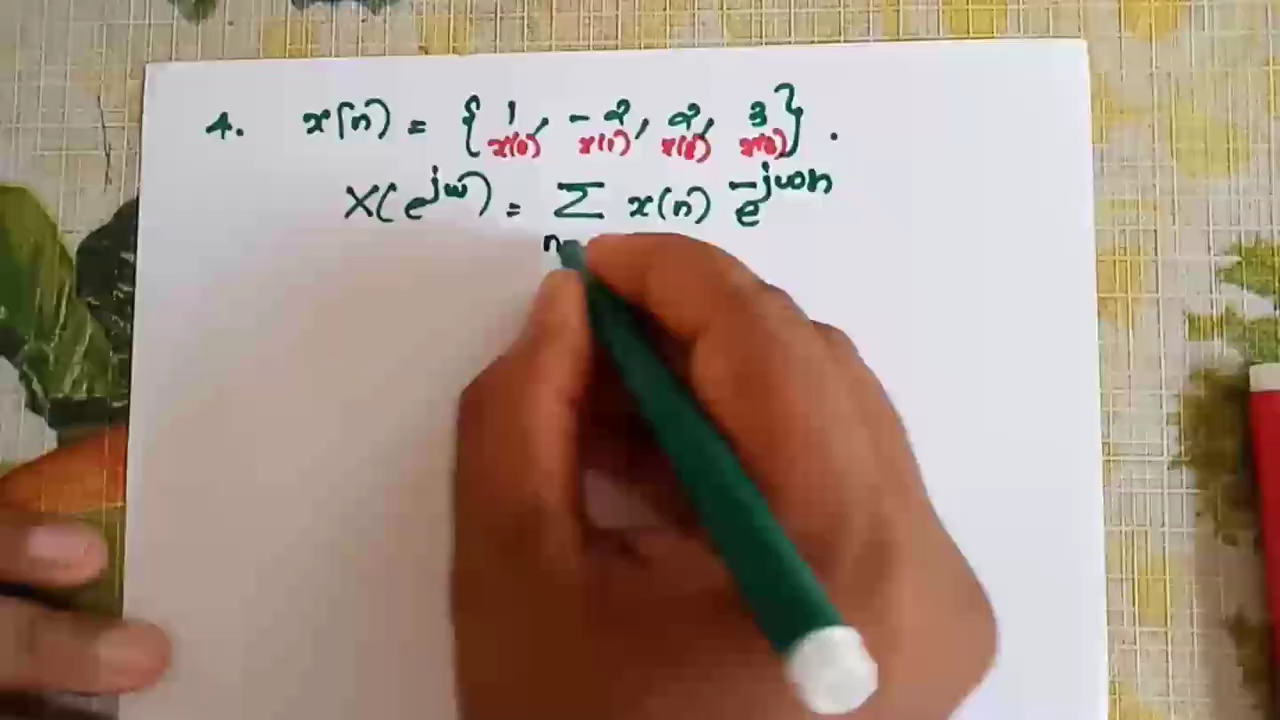 4. x(n) = { 1, -2, 2, 3 } .
x(0) x(1) x(2) x(3)
X(e^jω) = Σ x(n) e^-jωn
n